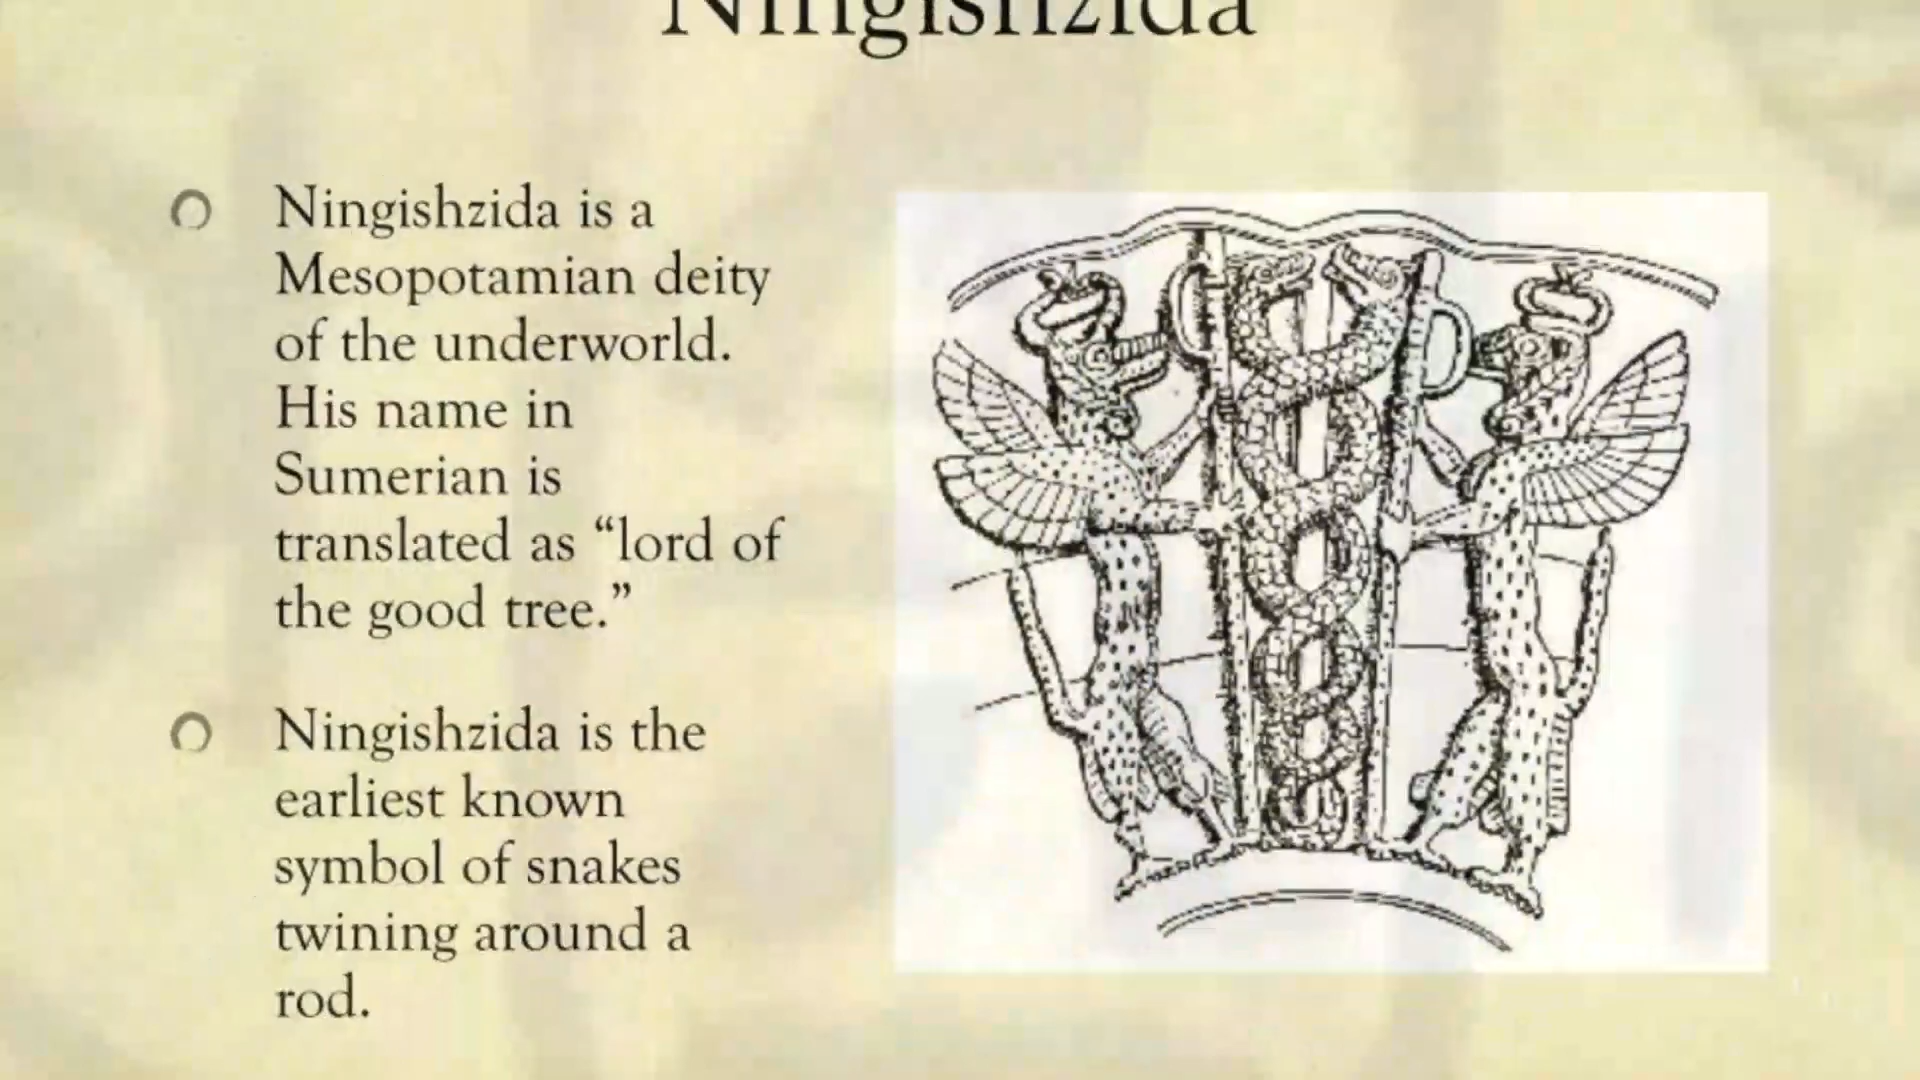 Ningishzida
Ningishzida is a
Mesopotamian deity
of the underworld.
His name in
Sumerian is
translated as “lord of
the good tree.”
Ningishzida is the
earliest known
symbol of snakes
twining around a
rod.